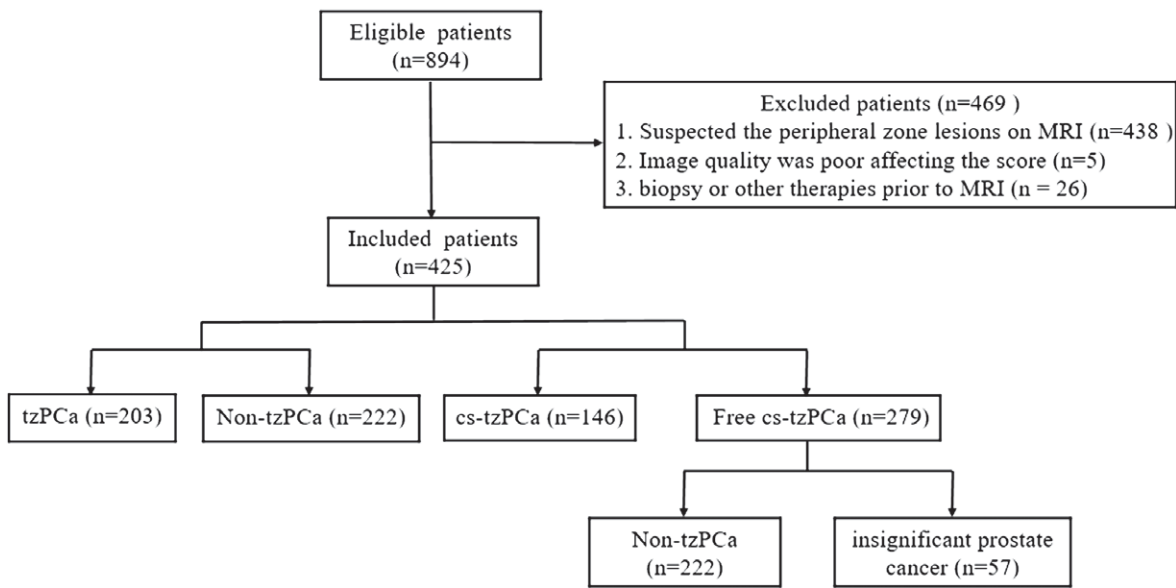 Eligible patients
(n=894)
Excluded patients (n=469 )
1. Suspected the peripheral zone lesions on MRI (n=438 )
2. Image quality was poor affecting the score (n=5)
3. biopsy or other therapies prior to MRI (n = 26)
Included patients
(n=425)
tzPCa (n=203)
Non-tzPCa (n=222)
cs-tzPCa (n=146)
Free cs-tzPCa (n=279)
Non-tzPCa
(n=222)
insignificant prostate
cancer (n=57)